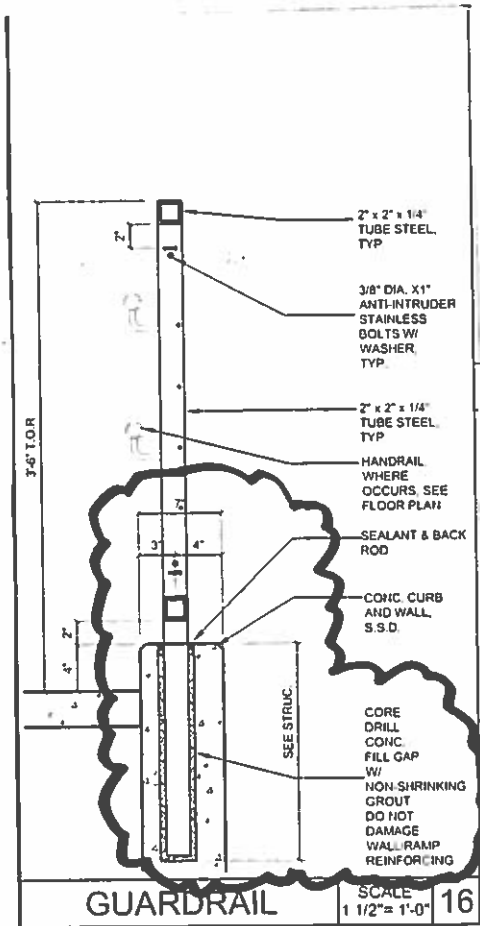 2" x 2" x 1/4"
TUBE STEEL,
TYP
2"
3/8" DIA. X1"
ANTI-INTRUDER
STAINLESS
BOLTS W/
WASHER,
TYP.
2" x 2" x 1/4"
TUBE STEEL,
TYP
3'-6" T.O.R
HANDRAIL
WHERE
OCCURS, SEE
FLOOR PLAN
7"
SEALANT & BACK
ROD
3" 4"
CONC. CURB
AND WALL,
S.S.D.
2"
4"
SEE STRUC.
CORE
DRILL
CONC.
FILL GAP
W/
NON-SHRINKING
GROUT
DO NOT
DAMAGE
WALL/RAMP
REINFORCING
GUARDRAIL
SCALE
1 1/2"= 1'-0"
16